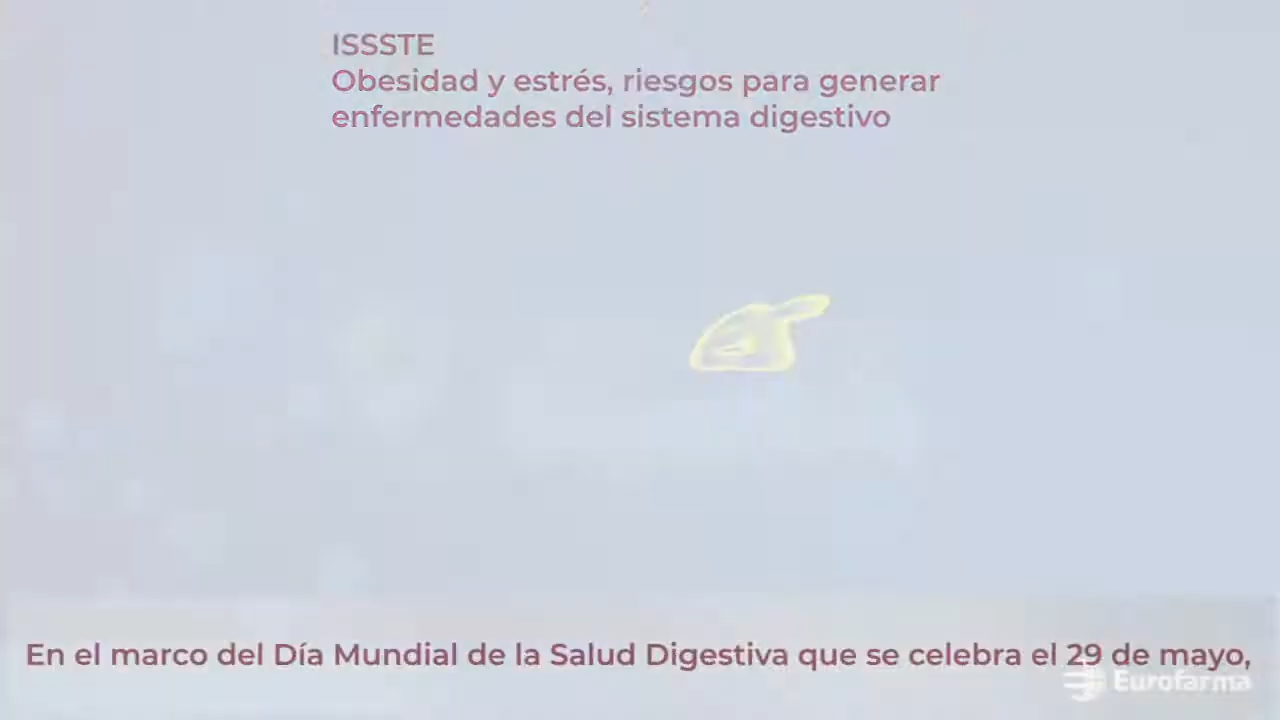 ISSSTE
Obesidad y estrés, riesgos para generar
enfermedades del sistema digestivo
En el marco del Día Mundial de la Salud Digestiva que se celebra el 29 de mayo,
Eurofarma